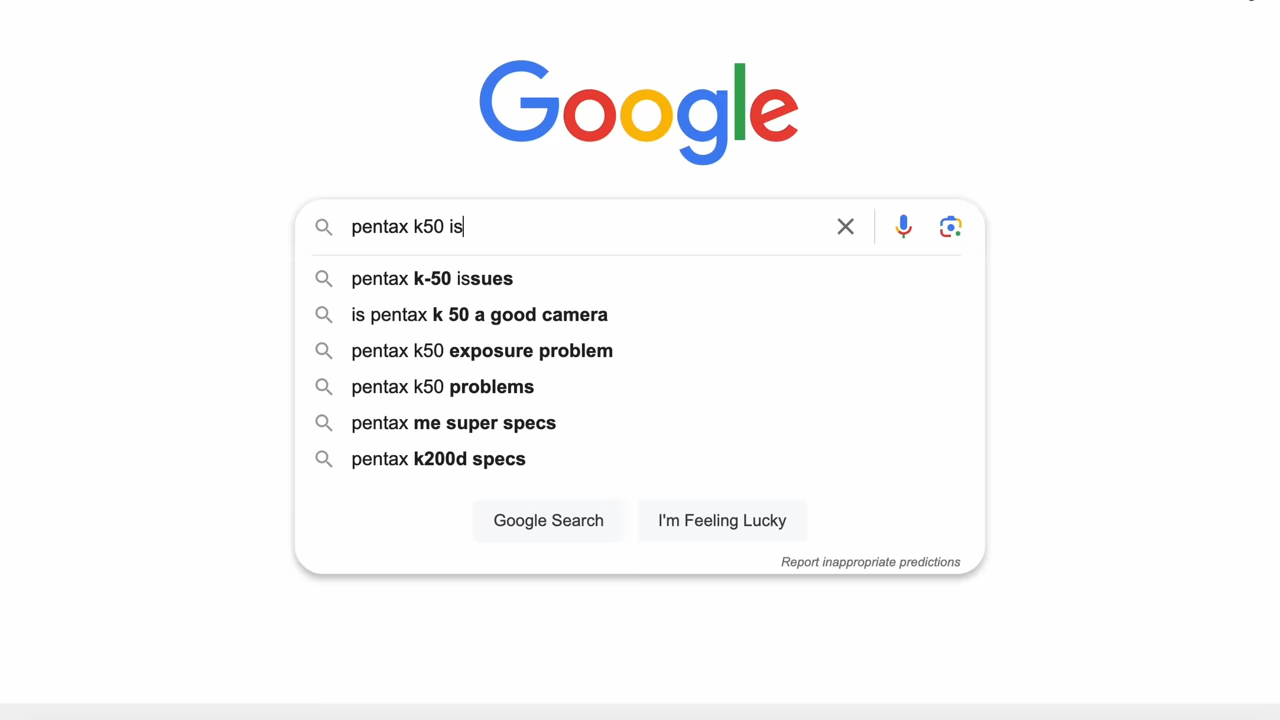 Google
pentax k50 is
pentax k-50 issues
is pentax k 50 a good camera
pentax k50 exposure problem
pentax k50 problems
pentax me super specs
pentax k200d specs
Google Search
I'm Feeling Lucky
Report inappropriate predictions